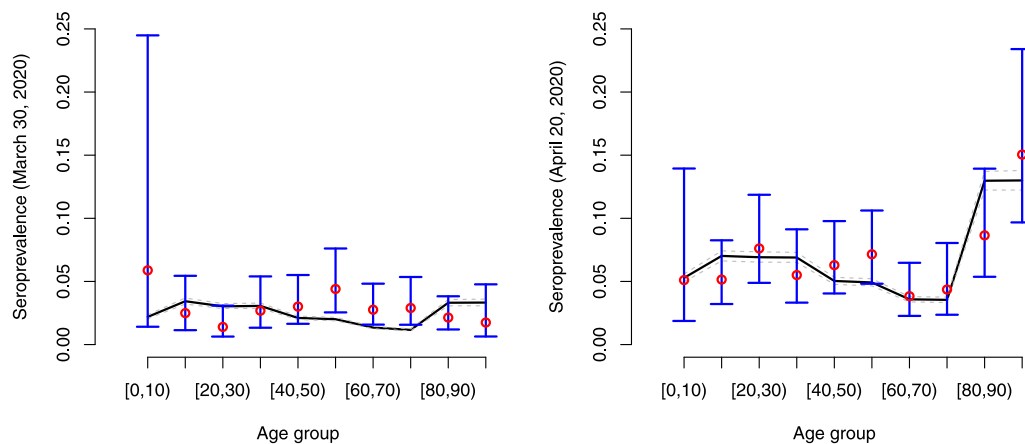 Seroprevalence (March 30, 2020)
0.25
0.20
0.15
0.10
0.05
0.00
[0,10) [20,30) [40,50) [60,70) [80,90)
Age group
Seroprevalence (April 20, 2020)
0.25
0.20
0.15
0.10
0.05
0.00
[0,10) [20,30) [40,50) [60,70) [80,90)
Age group